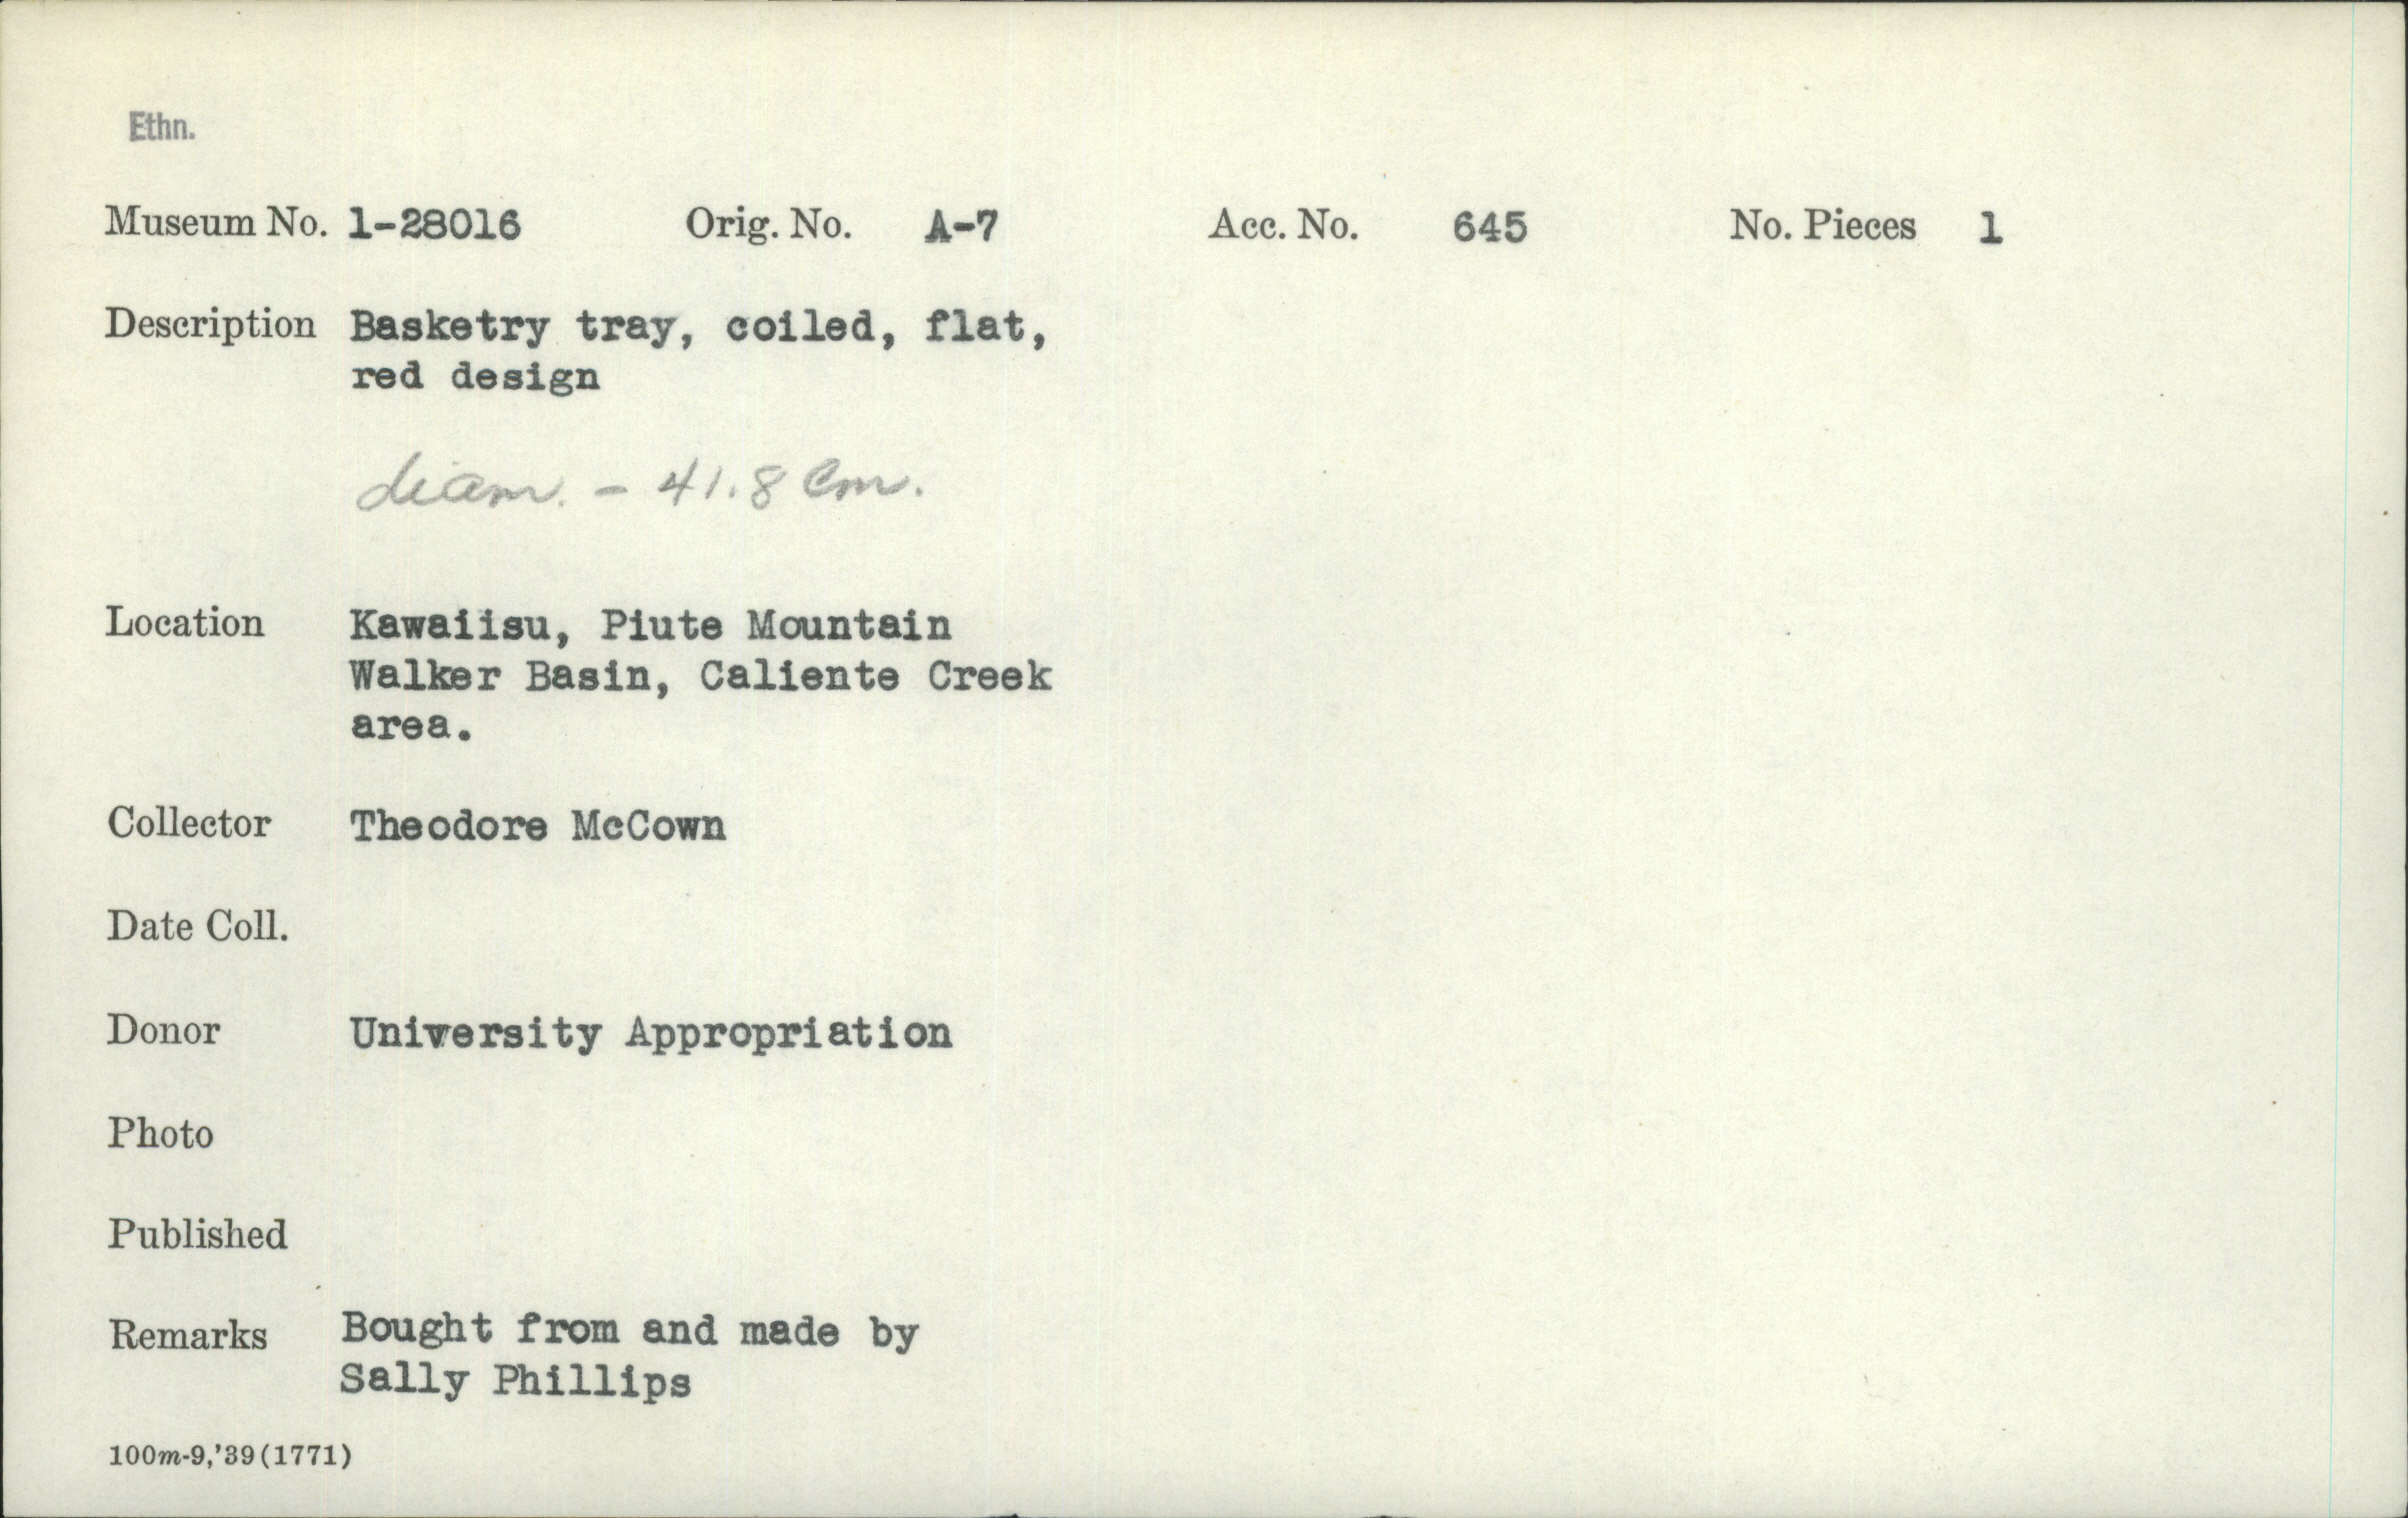 Ethn.
Museum No. 1-28016 Orig. No. A-7 Acc. No. 645 No. Pieces 1
Description Basketry tray, coiled, flat,
red design
diam. - 41.8 cm.
Location Kawaiisu, Piute Mountain
Walker Basin, Caliente Creek
area.
Collector Theodore McCown
Date Coll.
Donor University Appropriation
Photo
Published
Remarks Bought from and made by
Sally Phillips
100m-9,'39(1771)